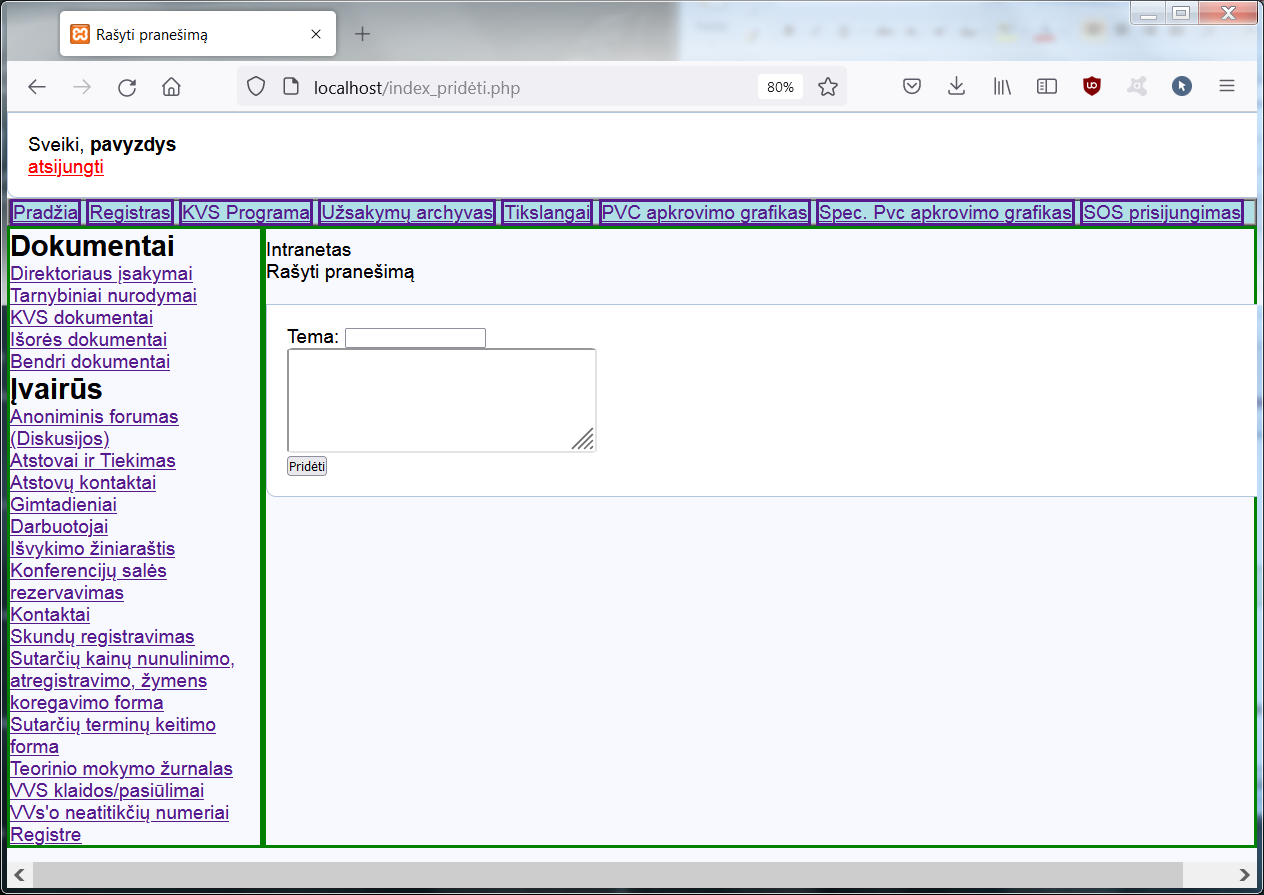 Rašyti pranešimą
localhost/index_pridėti.php
80%
Sveiki, pavyzdys
atsijungti
Pradžia Registras KVS Programa Užsakymų archyvas Tikslangai PVC apkrovimo grafikas Spec. Pvc apkrovimo grafikas SOS prisijungimas
Dokumentai
Direktoriaus įsakymai
Tarnybiniai nurodymai
KVS dokumentai
Išorės dokumentai
Bendri dokumentai
Įvairūs
Anoniminis forumas
(Diskusijos)
Atstovai ir Tiekimas
Atstovų kontaktai
Gimtadieniai
Darbuotojai
Išvykimo žiniaraštis
Konferencijų salės
rezervavimas
Kontaktai
Skundų registravimas
Sutarčių kainų nunulinimo,
atregistravimo, žymens
koregavimo forma
Sutarčių terminų keitimo
forma
Teorinio mokymo žurnalas
VVS klaidos/pasiūlimai
VVs'o neatitikčių numeriai
Registre
Intranetas
Rašyti pranešimą
Tema:
Pridėti